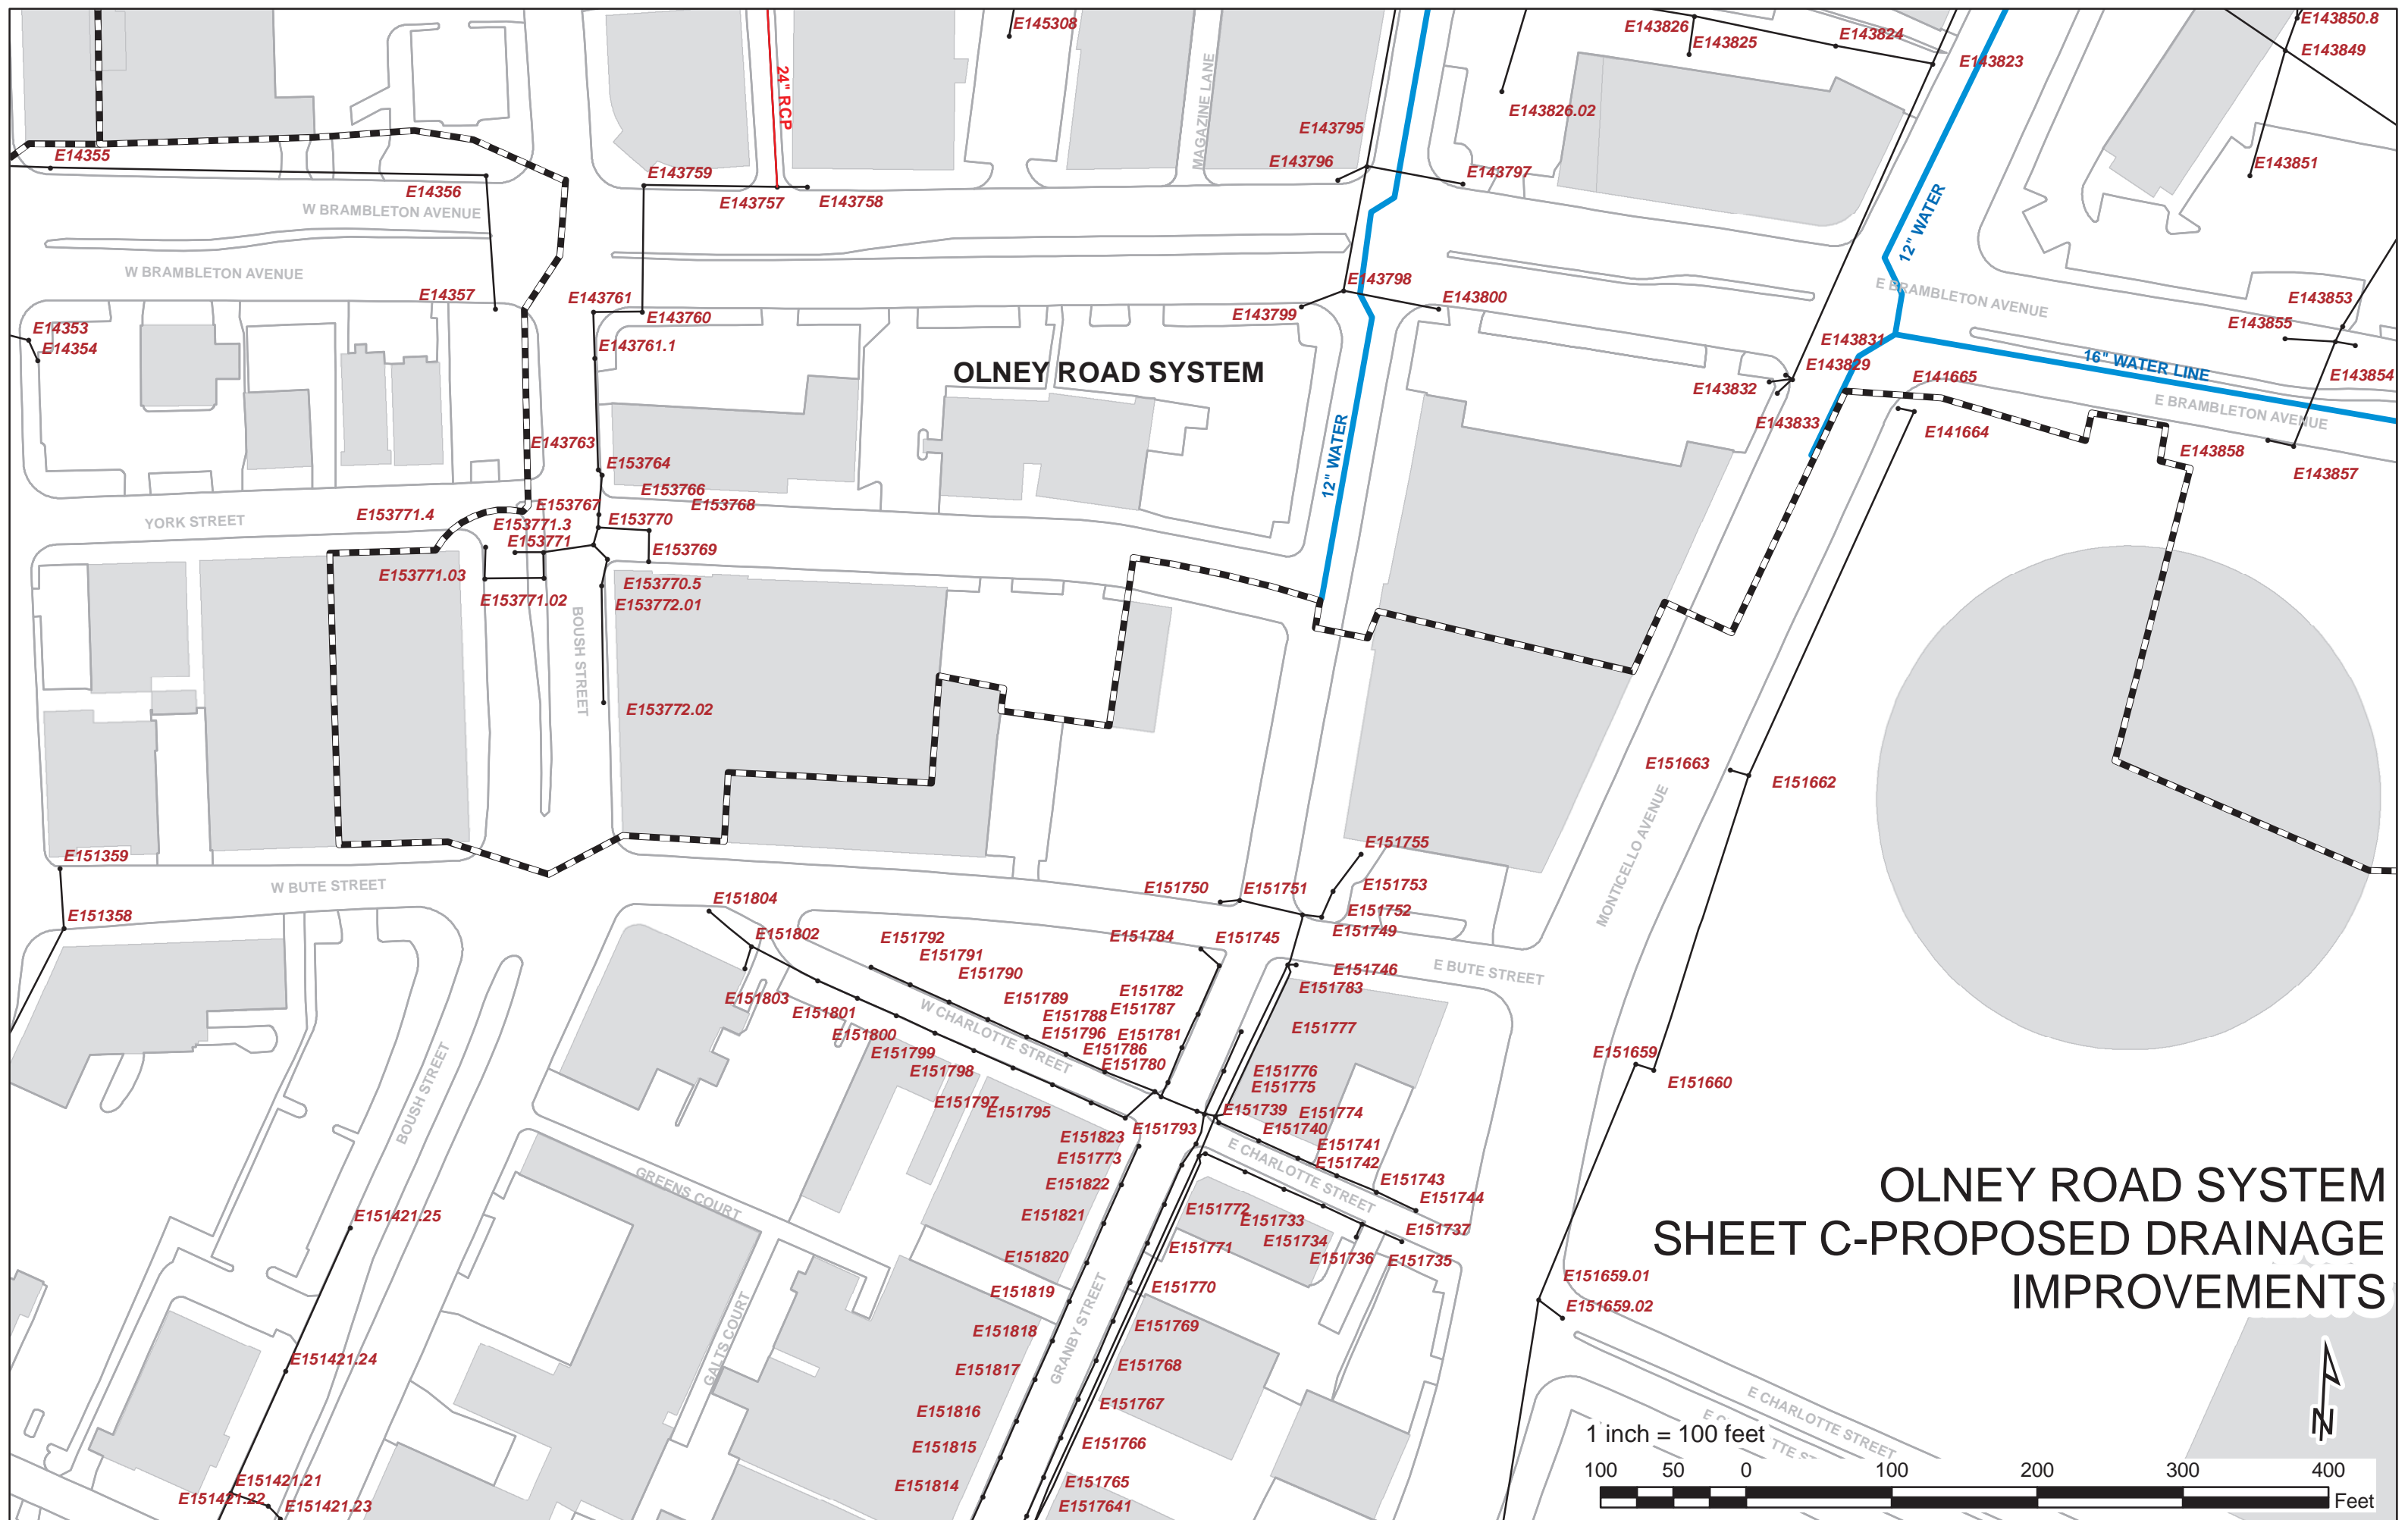 E145308
E143826
E143825
E143824
E143823
E143850.8
E143849
24" RCP
MAGAZINE LANE
E143826.02
E143795
E143796
E143797
E143851
E14355
E14356
E143759
E143757
E143758
W BRAMBLETON AVENUE
W BRAMBLETON AVENUE
12" WATER
E BRAMBLETON AVENUE
E14357
E143761
E143760
E143761.1
E143798
E143799
E143800
E143853
E143855
E143854
E14353
E14354
OLNEY ROAD SYSTEM
E143831
E143829
E143832
E143833
E141665
E141664
16" WATER LINE
E BRAMBLETON AVENUE
E143858
E143857
12" WATER
E143763
E153764
E153766
E153768
E153767
E153770
E153769
YORK STREET
E153771.4
E153771.3
E153771
E153771.03
E153771.02
E153770.5
E153772.01
E153772.02
BOUSH STREET
E151663
E151662
MONTICELLO AVENUE
E151359
E151358
W BUTE STREET
E151755
E151750
E151751
E151753
E151752
E151749
E151804
E151802
E151803
E151792
E151791
E151790
E151784
E151745
E151746
E151783
E BUTE STREET
E151789
E151788
E151796
E151782
E151787
E151781
E151786
E151780
E151777
E151801
E151800
E151799
E151798
E151797
E151795
W CHARLOTTE STREET
E151776
E151775
E151774
E151739
E151740
E151741
E151742
E151743
E151744
E151793
E151823
E151773
E151822
E151821
E151820
E151819
E151818
E151817
E151816
E151815
E151814
E CHARLOTTE STREET
E151772
E151733
E151734
E151736
E151737
E151735
E151771
E151770
E151769
E151768
E151767
E151766
E151765
E1517641
E151659
E151660
BOUSH STREET
GREENS COURT
GALTS COURT
GRANBY STREET
E151421.25
E151421.24
E151421.21
E151421.22
E151421.23
E151659.01
E151659.02
OLNEY ROAD SYSTEM
SHEET C-PROPOSED DRAINAGE
IMPROVEMENTS
E CHARLOTTE STREET
N
1 inch = 100 feet
100 50 0 100 200 300 400
Feet